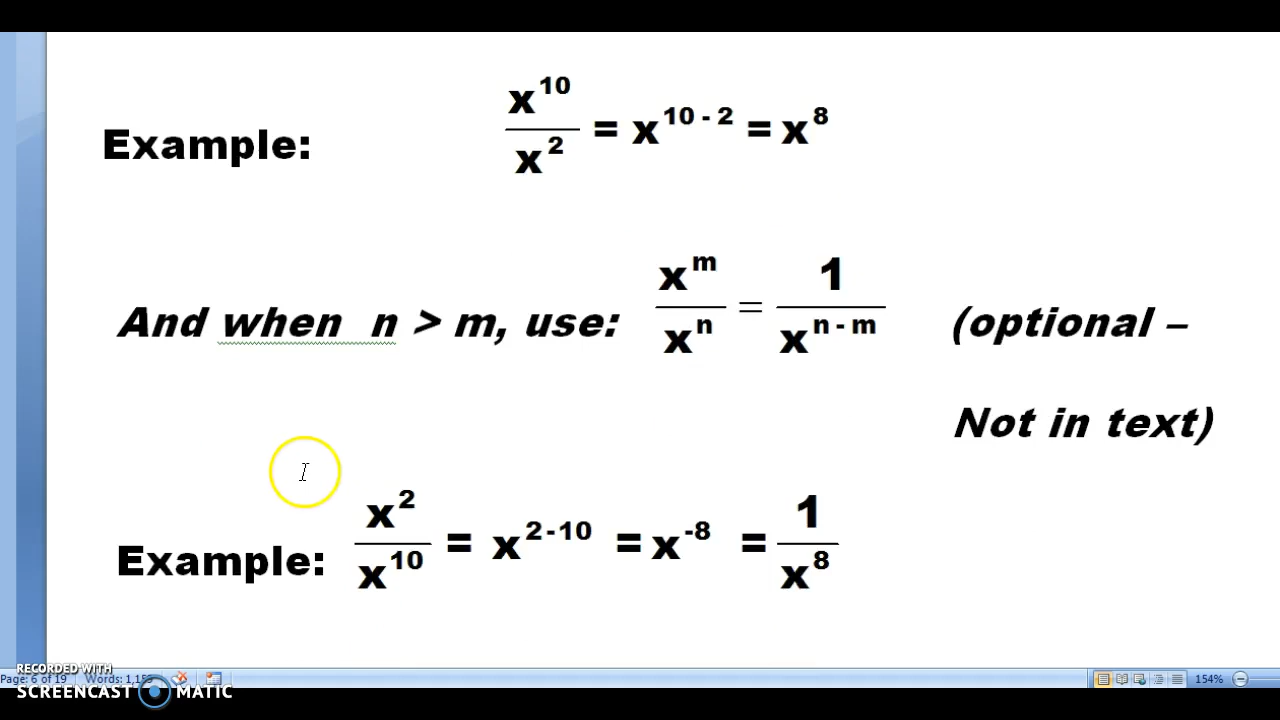 Example: x^10 / x^2 = x^(10 - 2) = x^8
And when n > m, use: x^m / x^n = 1 / x^(n - m) (optional –
Not in text)
Example: x^2 / x^10 = x^(2-10) = x^-8 = 1 / x^8
RECORDED WITH
Page: 6 of 19 Words: 154%
SCREENCAST MATIC